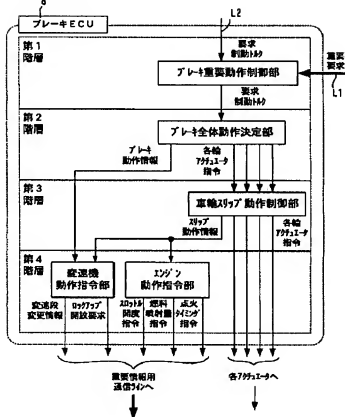 8
ブレーキECU
L2
第1
階層
要求
制動トルク
ブレーキ重要動作制御部
重要
要求
L1
要求
制動トルク
第2
階層
ブレーキ全体動作決定部
ブレーキ
動作情報
各輪
アクチュエータ
指令
第3
階層
車輪スリップ動作制御部
スリップ
動作情報
各輪
アクチュエータ
指令
第4
階層
変速機
動作指令部
エンジン
動作指令部
変速段
変更情報
ロックアップ
開放要求
スロットル
開度
指令
燃料
噴射量
指令
点火
タイミング
指令
重要情報用
通信ラインへ
各アクチュエータへ